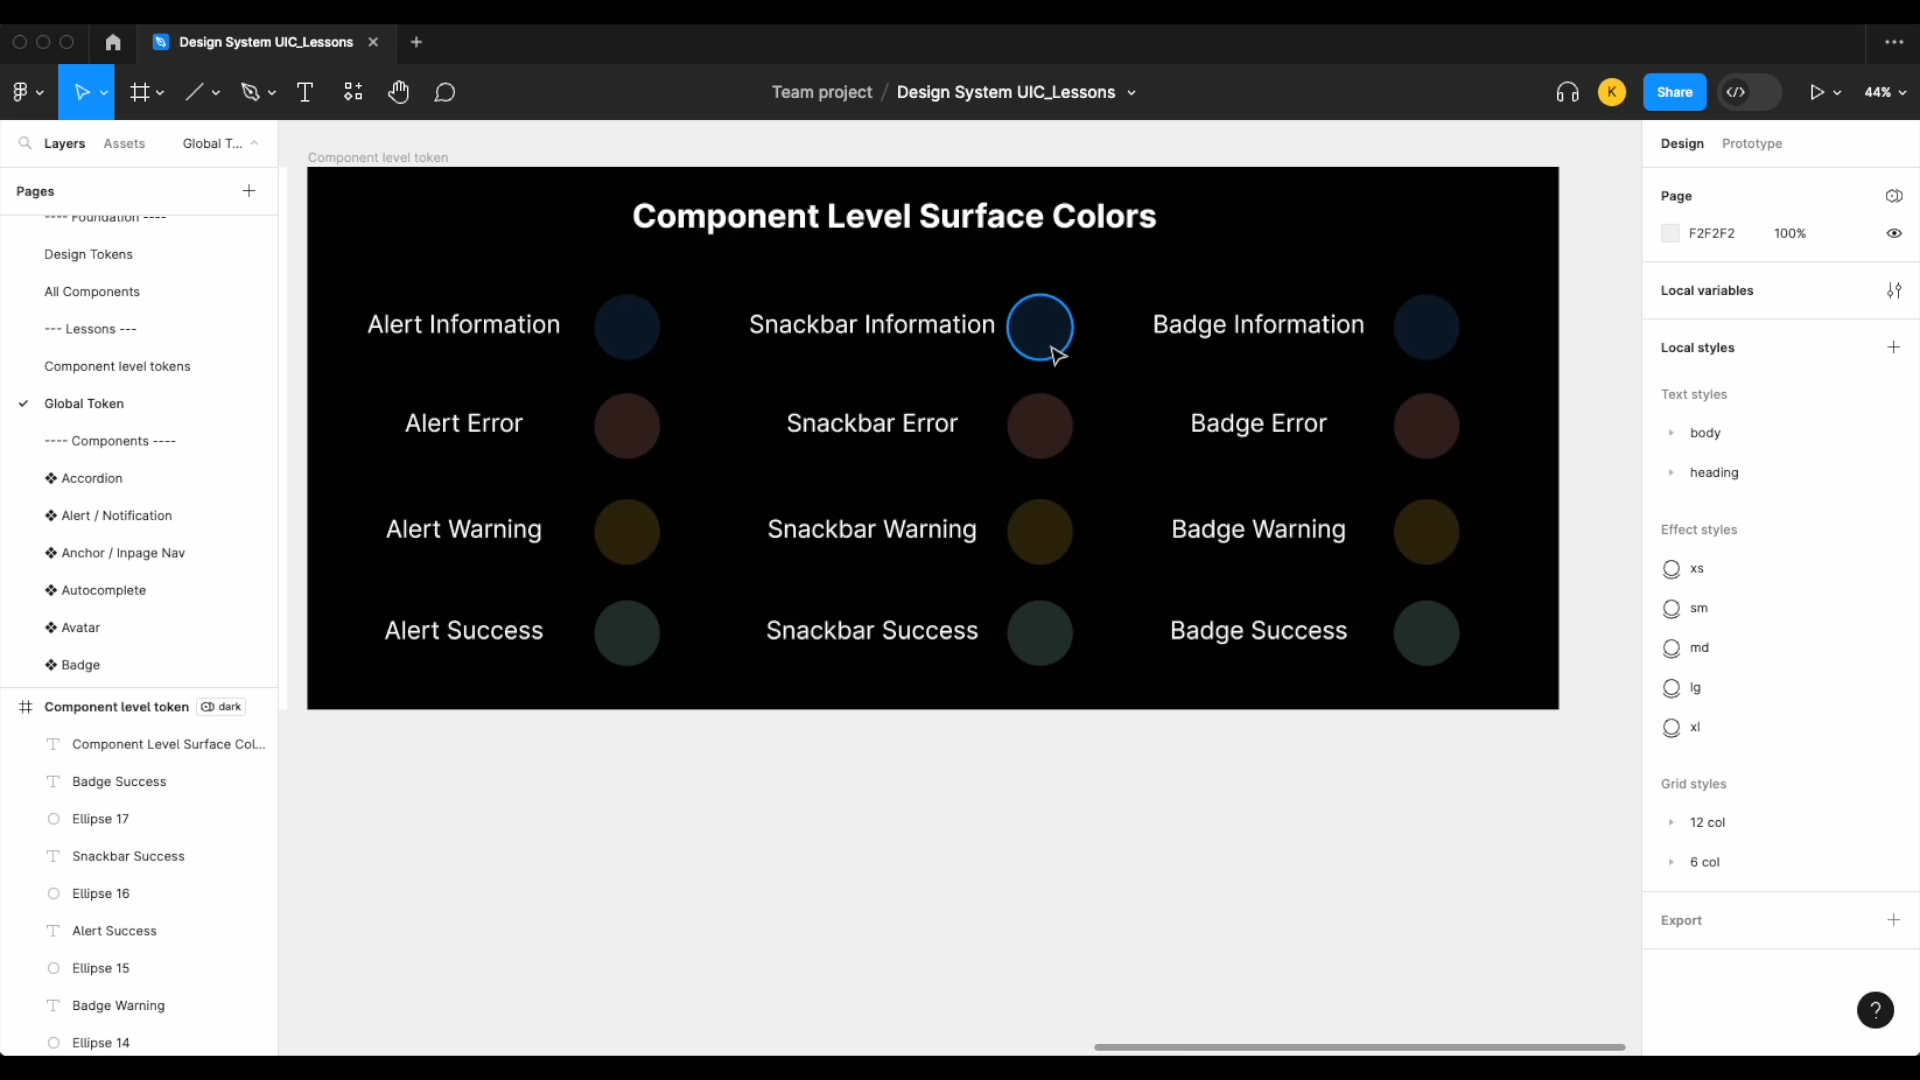 Design System UIC_Lessons
Team project / Design System UIC_Lessons
K
Share
44%
Layers
Assets
Global T...
Pages
---- Foundation ----
Design Tokens
All Components
--- Lessons ---
Component level tokens
Global Token
---- Components ----
Accordion
Alert / Notification
Anchor / Inpage Nav
Autocomplete
Avatar
Badge
Component level token
dark
Component Level Surface Col...
Badge Success
Ellipse 17
Snackbar Success
Ellipse 16
Alert Success
Ellipse 15
Badge Warning
Ellipse 14
Component level token
Component Level Surface Colors
Alert Information
Snackbar Information
Badge Information
Alert Error
Snackbar Error
Badge Error
Alert Warning
Snackbar Warning
Badge Warning
Alert Success
Snackbar Success
Badge Success
Design
Prototype
Page
F2F2F2
100%
Local variables
Local styles
Text styles
body
heading
Effect styles
xs
sm
md
lg
xl
Grid styles
12 col
6 col
Export
?